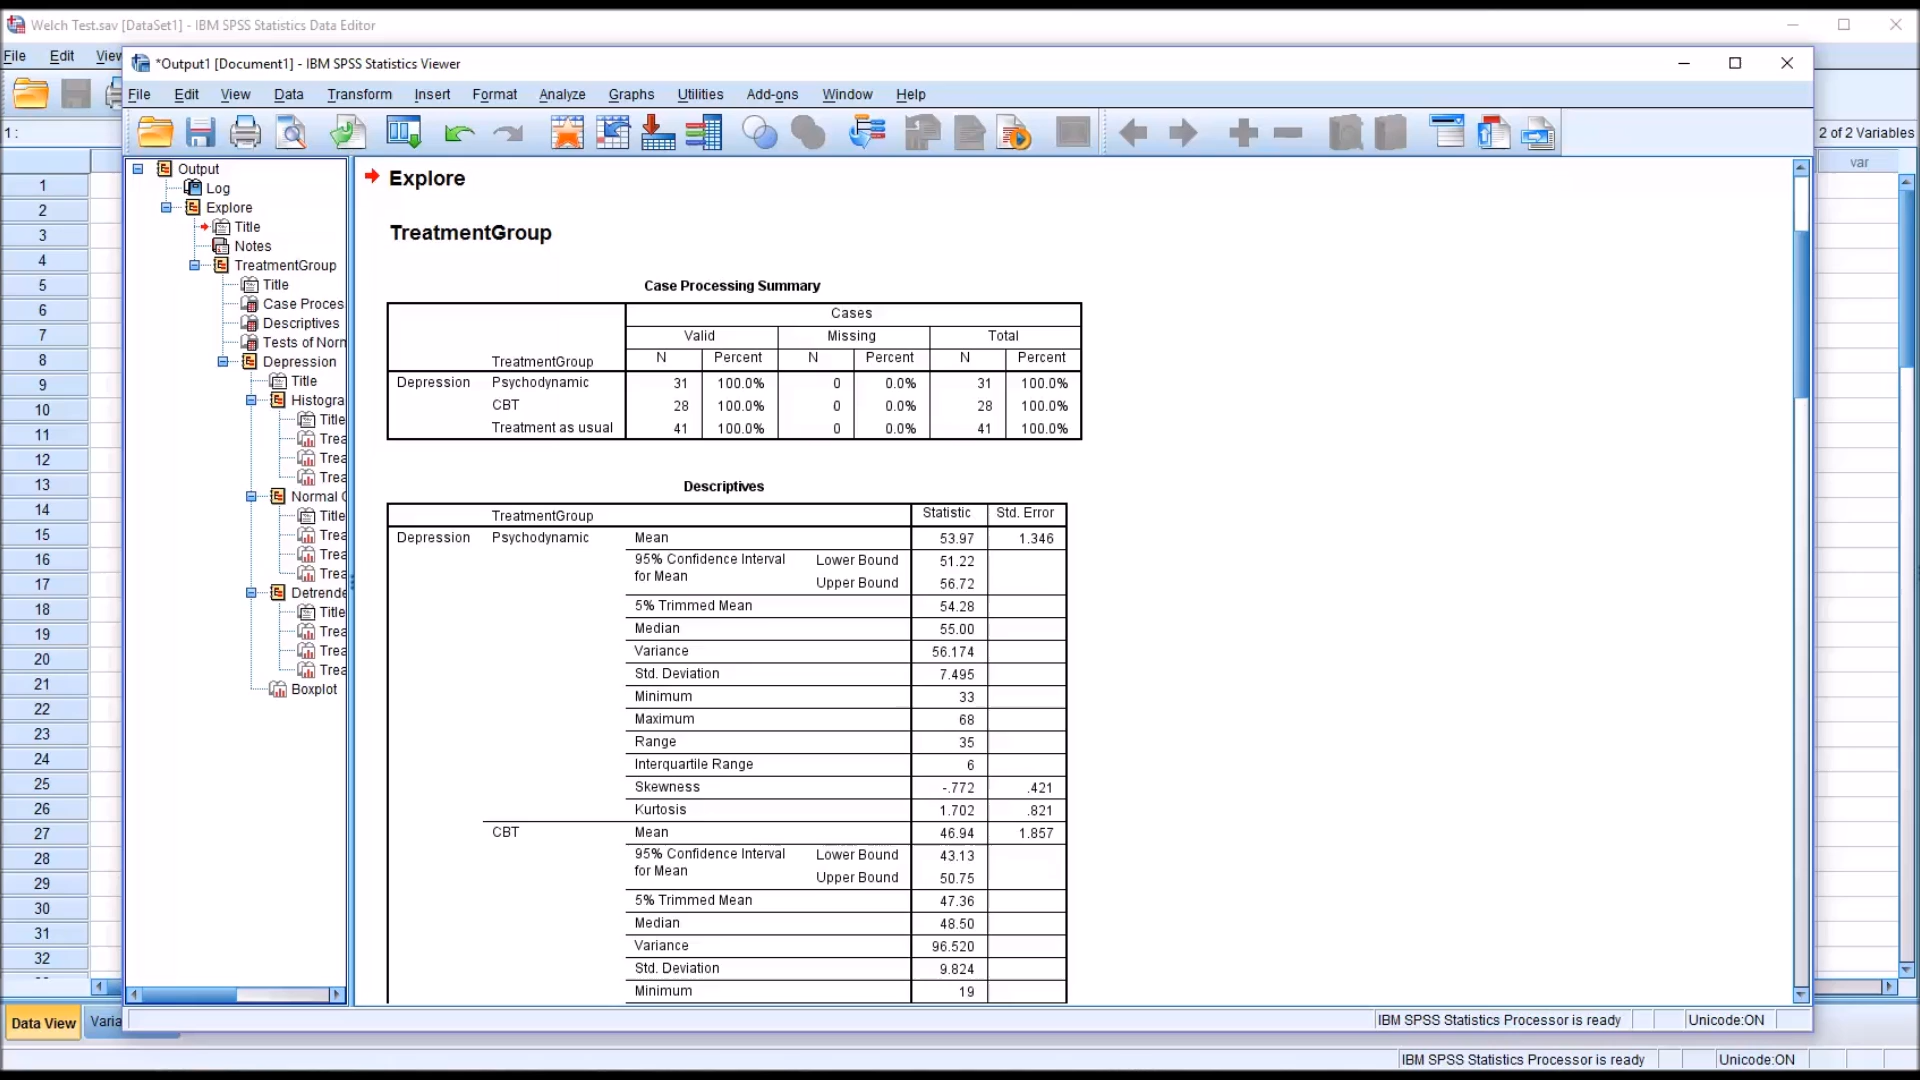 Welch Test.sav [DataSet1] - IBM SPSS Statistics Data Editor
File Edit View
*Output1 [Document1] - IBM SPSS Statistics Viewer
File Edit View Data Transform Insert Format Analyze Graphs Utilities Add-ons Window Help
1 :
2 of 2 Variables
var
1
2
3
4
5
6
7
8
9
10
11
12
13
14
15
16
17
18
19
20
21
22
23
24
25
26
27
28
29
30
31
32
Output
Log
Explore
Title
Notes
TreatmentGroup
Title
Case Proces
Descriptives
Tests of Norm
Depression
Title
Histogra
Title
Trea
Trea
Trea
Normal
Title
Trea
Trea
Trea
Detrende
Title
Trea
Trea
Trea
Boxplot
Explore
TreatmentGroup
Case Processing Summary
Cases
Valid Missing Total
TreatmentGroup N Percent N Percent N Percent
Depression Psychodynamic 31 100.0% 0 0.0% 31 100.0%
CBT 28 100.0% 0 0.0% 28 100.0%
Treatment as usual 41 100.0% 0 0.0% 41 100.0%
Descriptives
TreatmentGroup Statistic Std. Error
Depression Psychodynamic Mean 53.97 1.346
95% Confidence Interval Lower Bound 51.22
for Mean Upper Bound 56.72
5% Trimmed Mean 54.28
Median 55.00
Variance 56.174
Std. Deviation 7.495
Minimum 33
Maximum 68
Range 35
Interquartile Range 6
Skewness -.772 .421
Kurtosis 1.702 .821
CBT Mean 46.94 1.857
95% Confidence Interval Lower Bound 43.13
for Mean Upper Bound 50.75
5% Trimmed Mean 47.36
Median 48.50
Variance 96.520
Std. Deviation 9.824
Minimum 19
IBM SPSS Statistics Processor is ready Unicode:ON
Data View Varia
IBM SPSS Statistics Processor is ready Unicode:ON